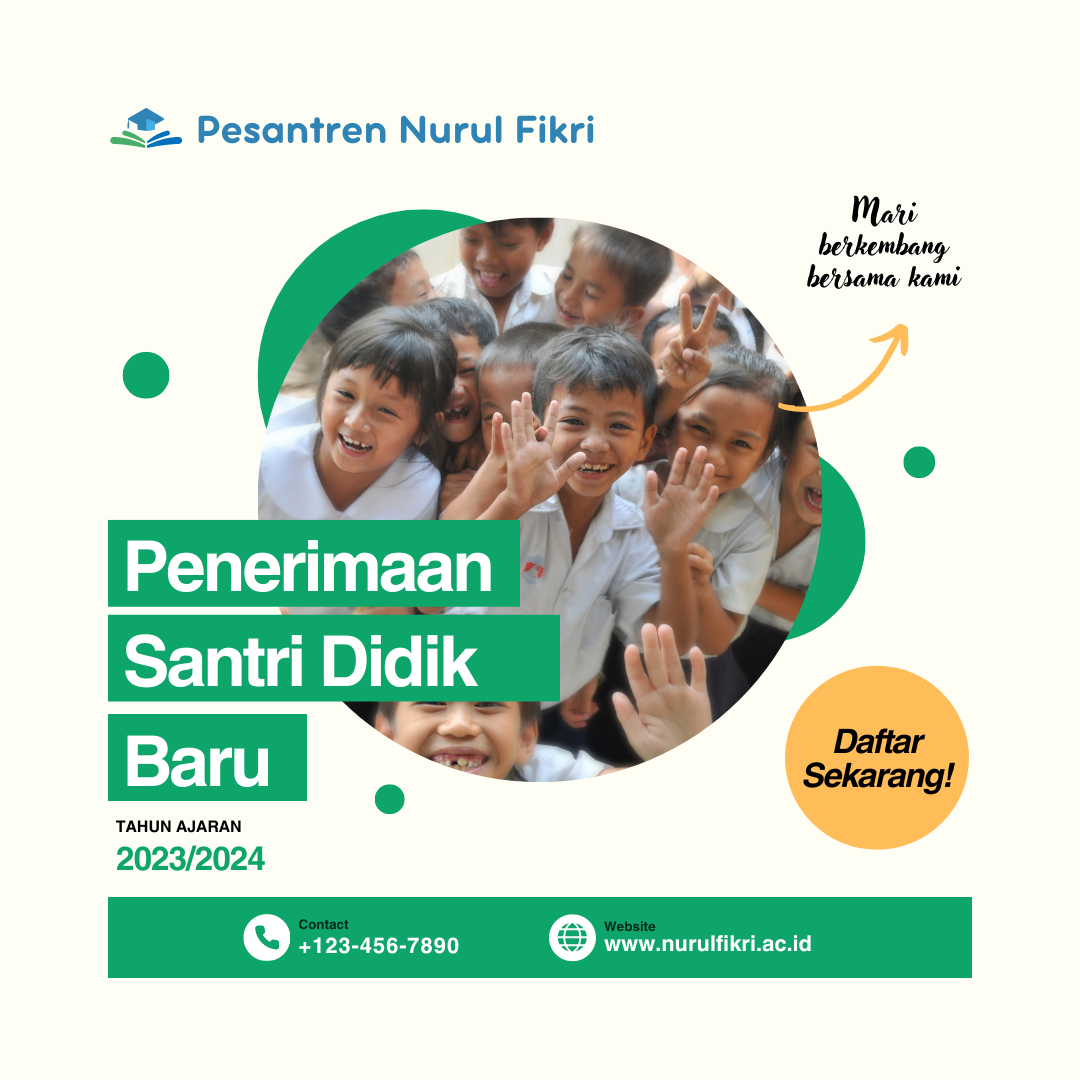 Pesantren Nurul Fikri
Mari
berkembang
bersama kami
Penerimaan
Santri Didik
Baru
TAHUN AJARAN
2023/2024
Daftar
Sekarang!
Contact
+123-456-7890
Website
www.nurulfikri.ac.id